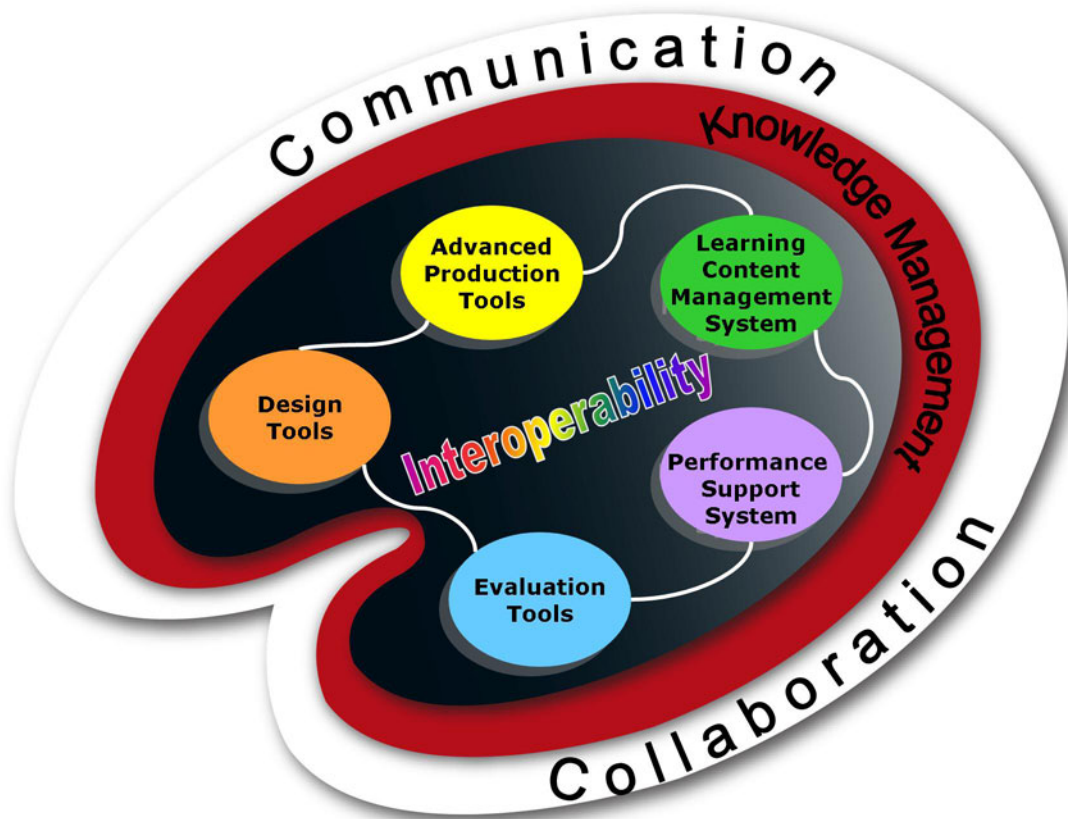 Communication
Knowledge Management
Advanced
Production
Tools
Learning
Content
Management
System
Design
Tools
Interoperability
Performance
Support
System
Evaluation
Tools
Collaboration